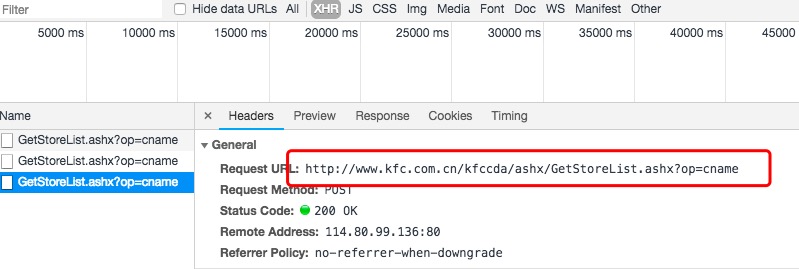 Filter Hide data URLs All XHR JS CSS Img Media Font Doc WS Manifest Other
5000 ms 10000 ms 15000 ms 20000 ms 25000 ms 30000 ms 35000 ms 40000 ms 45000
Name × Headers Preview Response Cookies Timing
GetStoreList.ashx?op=cname
GetStoreList.ashx?op=cname
GetStoreList.ashx?op=cname
▼ General
Request URL: http://www.kfc.com.cn/kfccda/ashx/GetStoreList.ashx?op=cname
Request Method: POST
Status Code: 200 OK
Remote Address: 114.80.99.136:80
Referrer Policy: no-referrer-when-downgrade